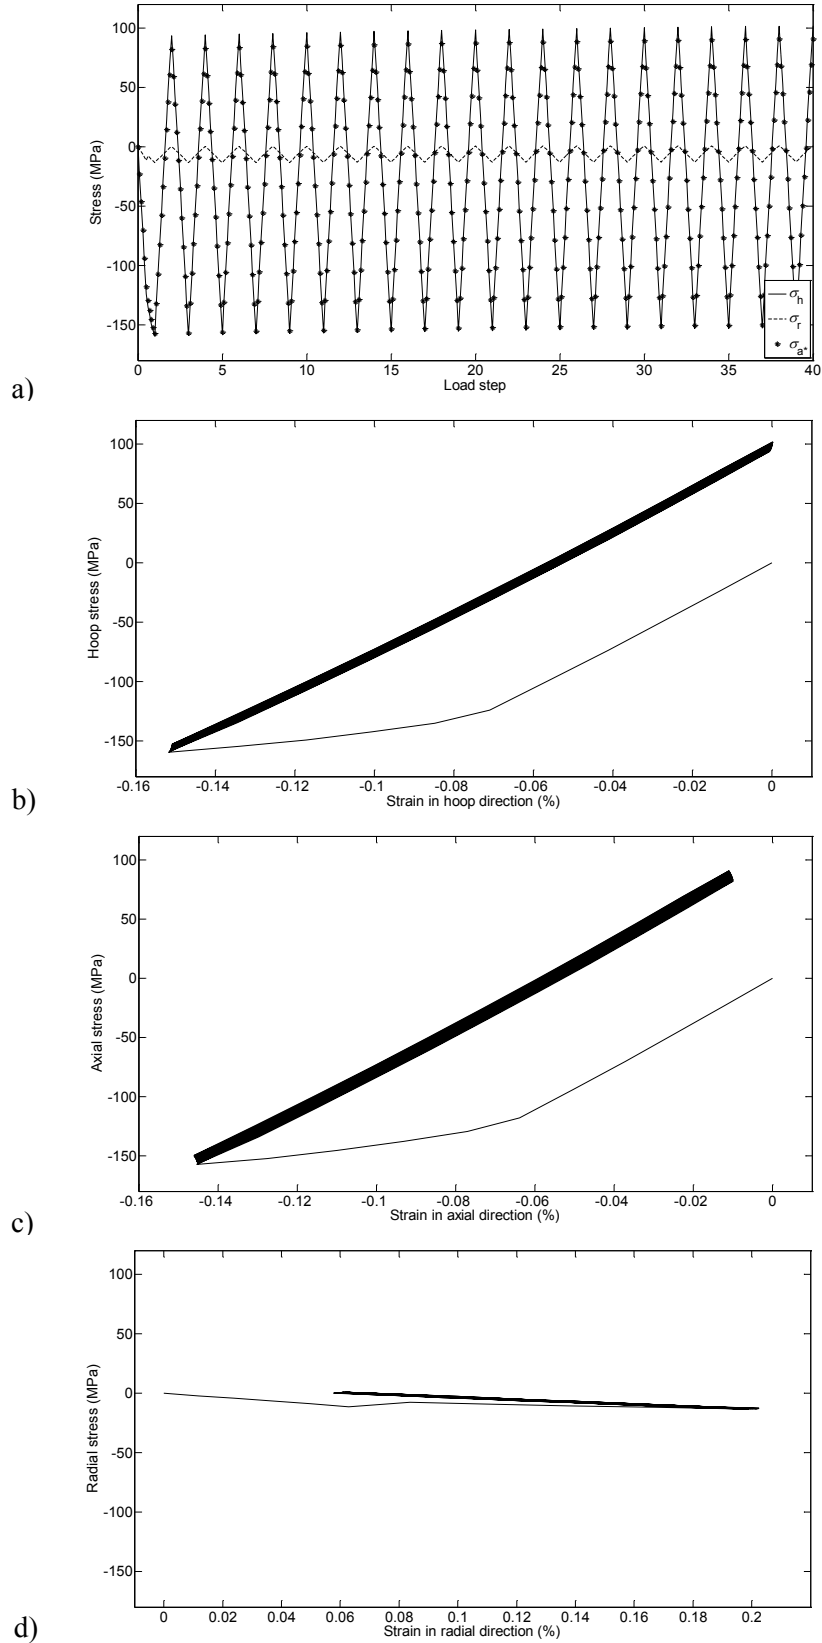 100
50
0
-50
-100
-150
Stress (MPa)
σh
σr
σa*
0 5 10 15 20 25 30 35 40
Load step
a)
100
50
0
-50
-100
-150
Hoop stress (MPa)
-0.16 -0.14 -0.12 -0.1 -0.08 -0.06 -0.04 -0.02 0
Strain in hoop direction (%)
b)
100
50
0
-50
-100
-150
Axial stress (MPa)
-0.16 -0.14 -0.12 -0.1 -0.08 -0.06 -0.04 -0.02 0
Strain in axial direction (%)
c)
100
50
0
-50
-100
-150
Radial stress (MPa)
0 0.02 0.04 0.06 0.08 0.1 0.12 0.14 0.16 0.18 0.2
Strain in radial direction (%)
d)